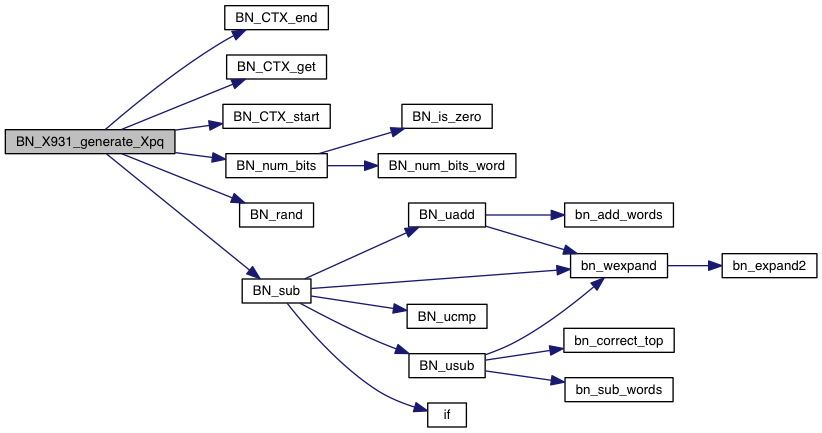 BN_CTX_end
BN_CTX_get
BN_CTX_start
BN_is_zero
BN_X931_generate_Xpq
BN_num_bits
BN_num_bits_word
BN_rand
BN_uadd
bn_add_words
bn_wexpand
bn_expand2
BN_sub
BN_ucmp
bn_correct_top
BN_usub
bn_sub_words
if